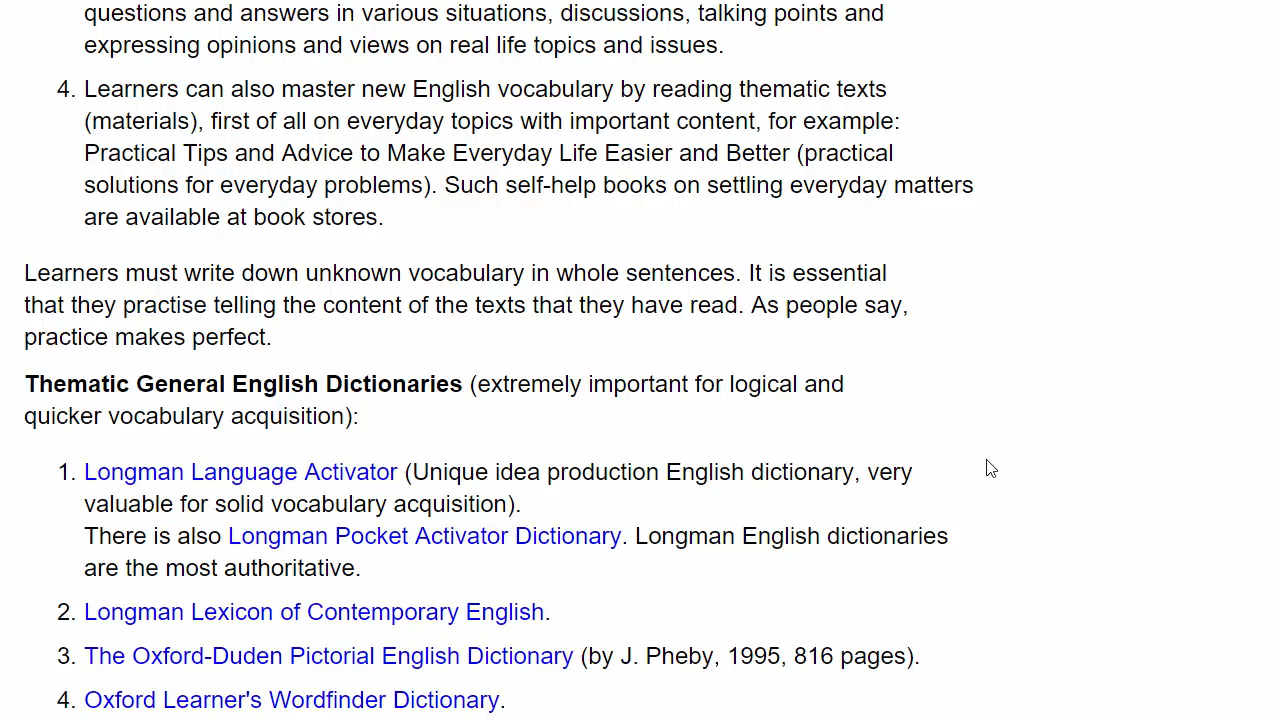 questions and answers in various situations, discussions, talking points and
expressing opinions and views on real life topics and issues.
4. Learners can also master new English vocabulary by reading thematic texts
(materials), first of all on everyday topics with important content, for example:
Practical Tips and Advice to Make Everyday Life Easier and Better (practical
solutions for everyday problems). Such self-help books on settling everyday matters
are available at book stores.
Learners must write down unknown vocabulary in whole sentences. It is essential
that they practise telling the content of the texts that they have read. As people say,
practice makes perfect.
Thematic General English Dictionaries (extremely important for logical and
quicker vocabulary acquisition):
1. Longman Language Activator (Unique idea production English dictionary, very
valuable for solid vocabulary acquisition).
There is also Longman Pocket Activator Dictionary. Longman English dictionaries
are the most authoritative.
2. Longman Lexicon of Contemporary English.
3. The Oxford-Duden Pictorial English Dictionary (by J. Pheby, 1995, 816 pages).
4. Oxford Learner's Wordfinder Dictionary.